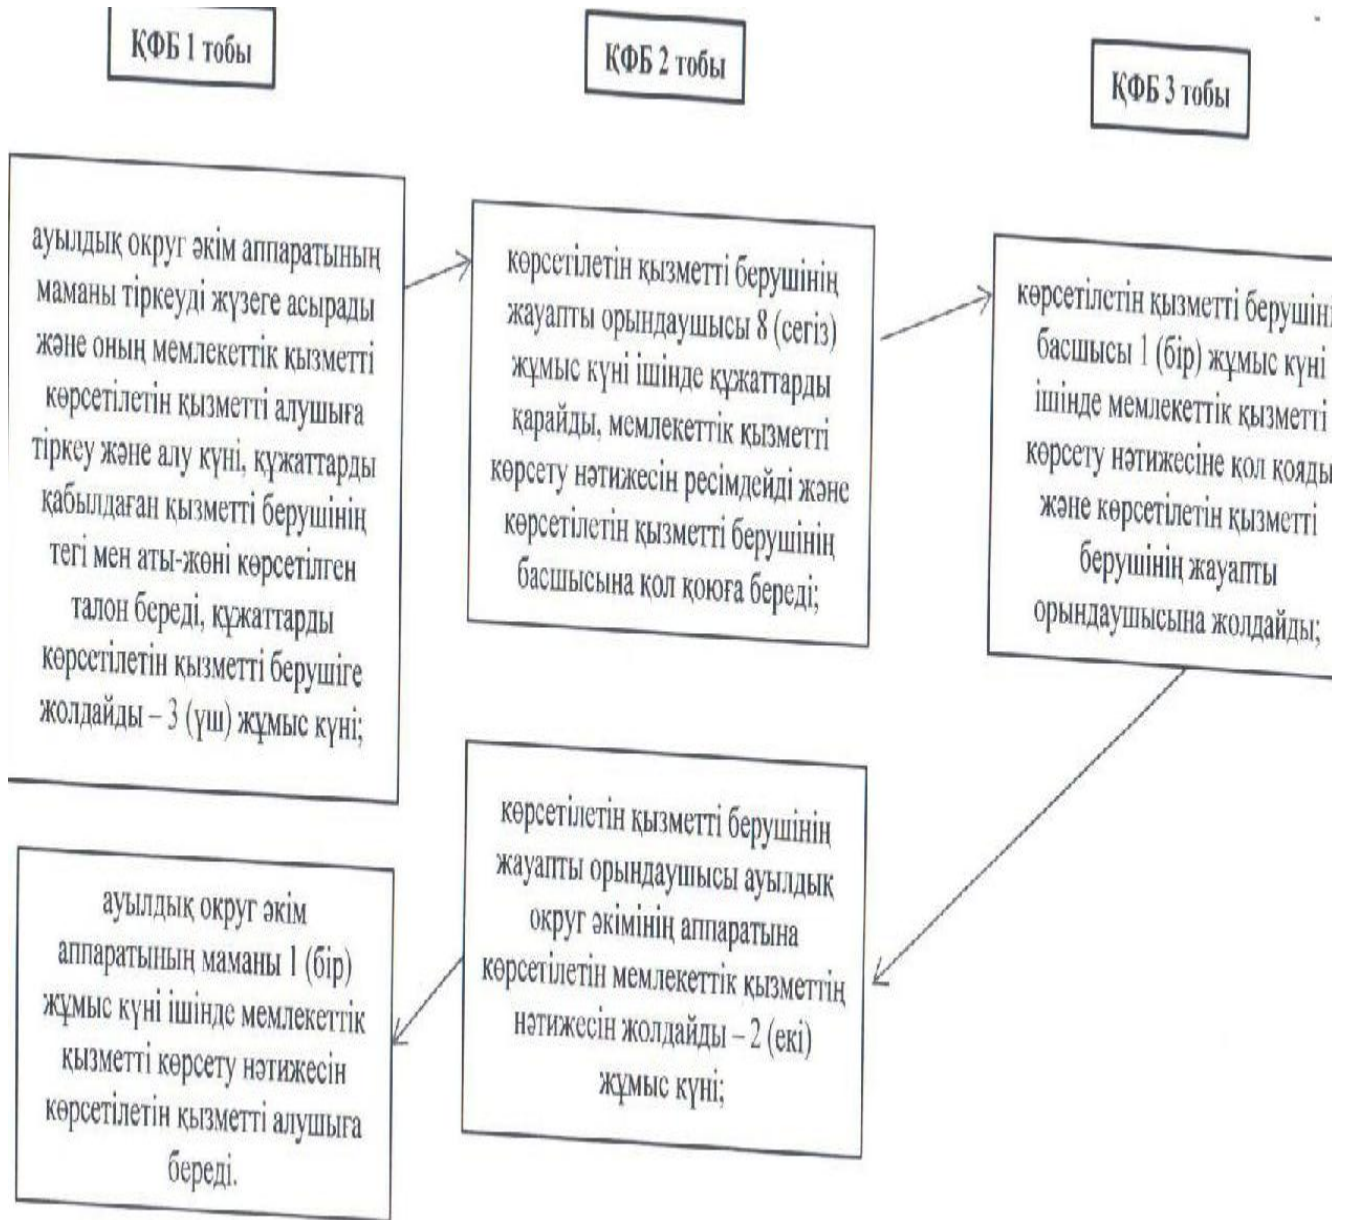 ҚФБ 1 тобы
ҚФБ 2 тобы
ҚФБ 3 тобы
ауылдық округ әкім аппаратының
маманы тіркеуді жүзеге асырады
және оның мемлекеттік қызметті
көрсетілетін қызметті алушыға
тіркеу және алу күні, құжаттарды
қабылдаған қызметті берушінің
тегі мен аты-жөні көрсетілген
талон береді, құжаттарды
көрсетілетін қызметті берушіге
жолдайды – 3 (үш) жұмыс күні;
көрсетілетін қызметті берушінің
жауапты орындаушысы 8 (сегіз)
жұмыс күні ішінде құжаттарды
қарайды, мемлекеттік қызметті
көрсету нәтижесін ресімдейді және
көрсетілетін қызметті берушінің
басшысына қол қоюға береді;
көрсетілетін қызметті берушіні
басшысы 1 (бір) жұмыс күні
ішінде мемлекеттік қызметті
көрсету нәтижесіне қол қояды
және көрсетілетін қызметті
берушінің жауапты
орындаушысына жолдайды;
көрсетілетін қызметті берушінің
жауапты орындаушысы ауылдық
округ әкімінің аппаратына
көрсетілетін мемлекеттік қызметтің
нәтижесін жолдайды – 2 (екі)
жұмыс күні;
ауылдық округ әкім
аппаратының маманы 1 (бір)
жұмыс күні ішінде мемлекеттік
қызметті көрсету нәтижесін
көрсетілетін қызметті алушыға
береді.